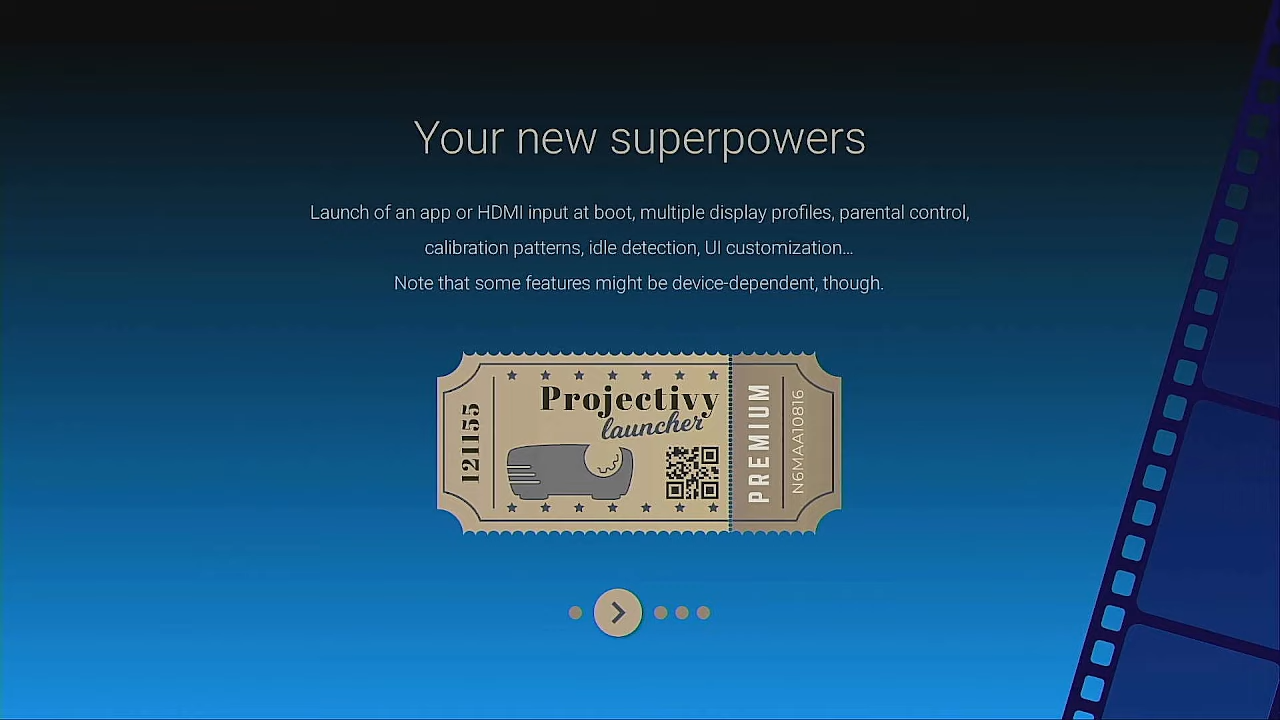 Your new superpowers
Launch of an app or HDMI input at boot, multiple display profiles, parental control,
calibration patterns, idle detection, UI customization...
Note that some features might be device-dependent, though.
121155
Projectivy
launcher
PREMIUM
N6MAA10816